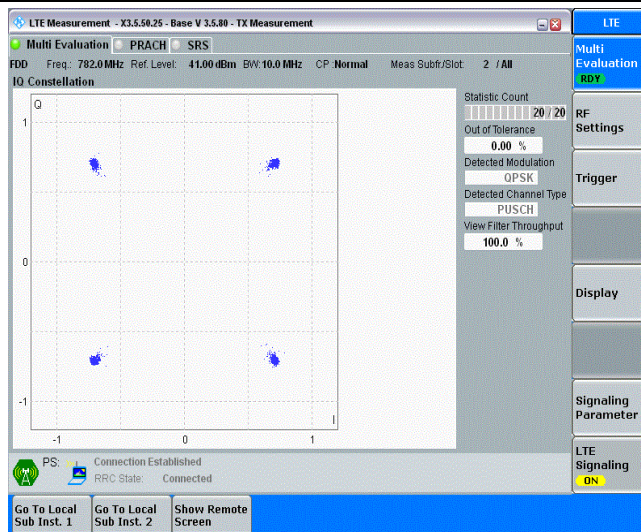 LTE Measurement - X3.5.50.25 - Base V 3.5.80 - TX Measurement
LTE
Multi Evaluation PRACH SRS
FDD Freq.: 782.0 MHz Ref. Level: 41.00 dBm BW: 10.0 MHz CP : Normal Meas Subfr./Slot: 2 / All
IQ Constellation
Q
1
0
-1
I
-1 0 1
Statistic Count
20 / 20
Out of Tolerance
0.00 %
Detected Modulation
QPSK
Detected Channel Type
PUSCH
View Filter Throughput
100.0 %
Multi
Evaluation
RDY
RF
Settings
Trigger
Display
Signaling
Parameter
LTE
Signaling
ON
PS: Connection Established
RRC State: Connected
Go To Local
Sub Inst. 1
Go To Local
Sub Inst. 2
Show Remote
Screen